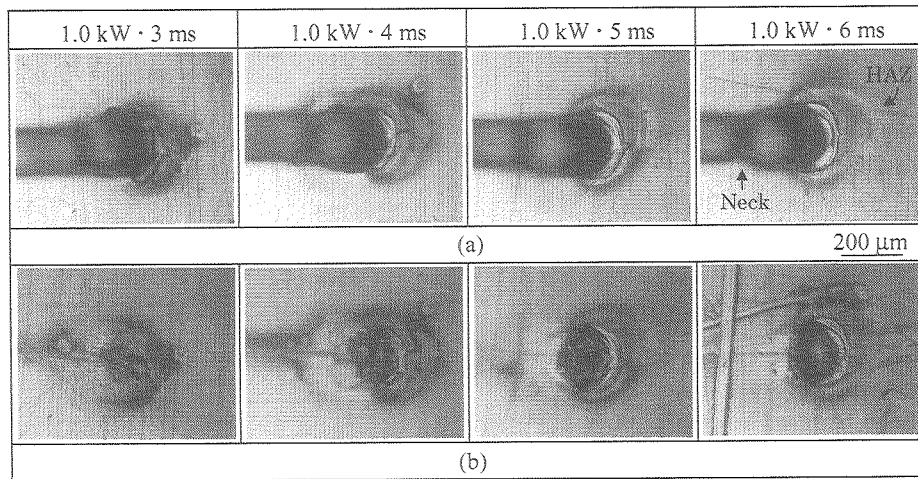 1.0 kW · 3 ms 1.0 kW · 4 ms 1.0 kW · 5 ms 1.0 kW · 6 ms
HAZ
Neck
(a) 200 µm
(b)